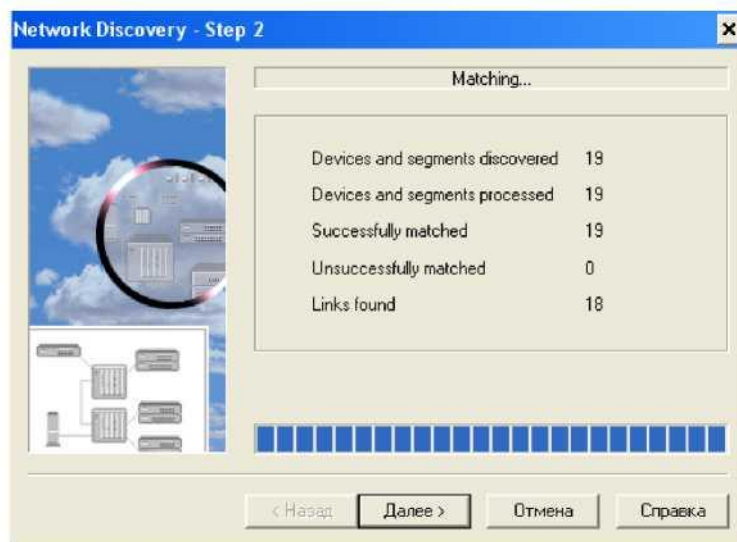 Network Discovery - Step 2
Matching...
Devices and segments discovered 19
Devices and segments processed 19
Successfully matched 19
Unsuccessfully matched 0
Links found 18
< Назад Далее > Отмена Справка